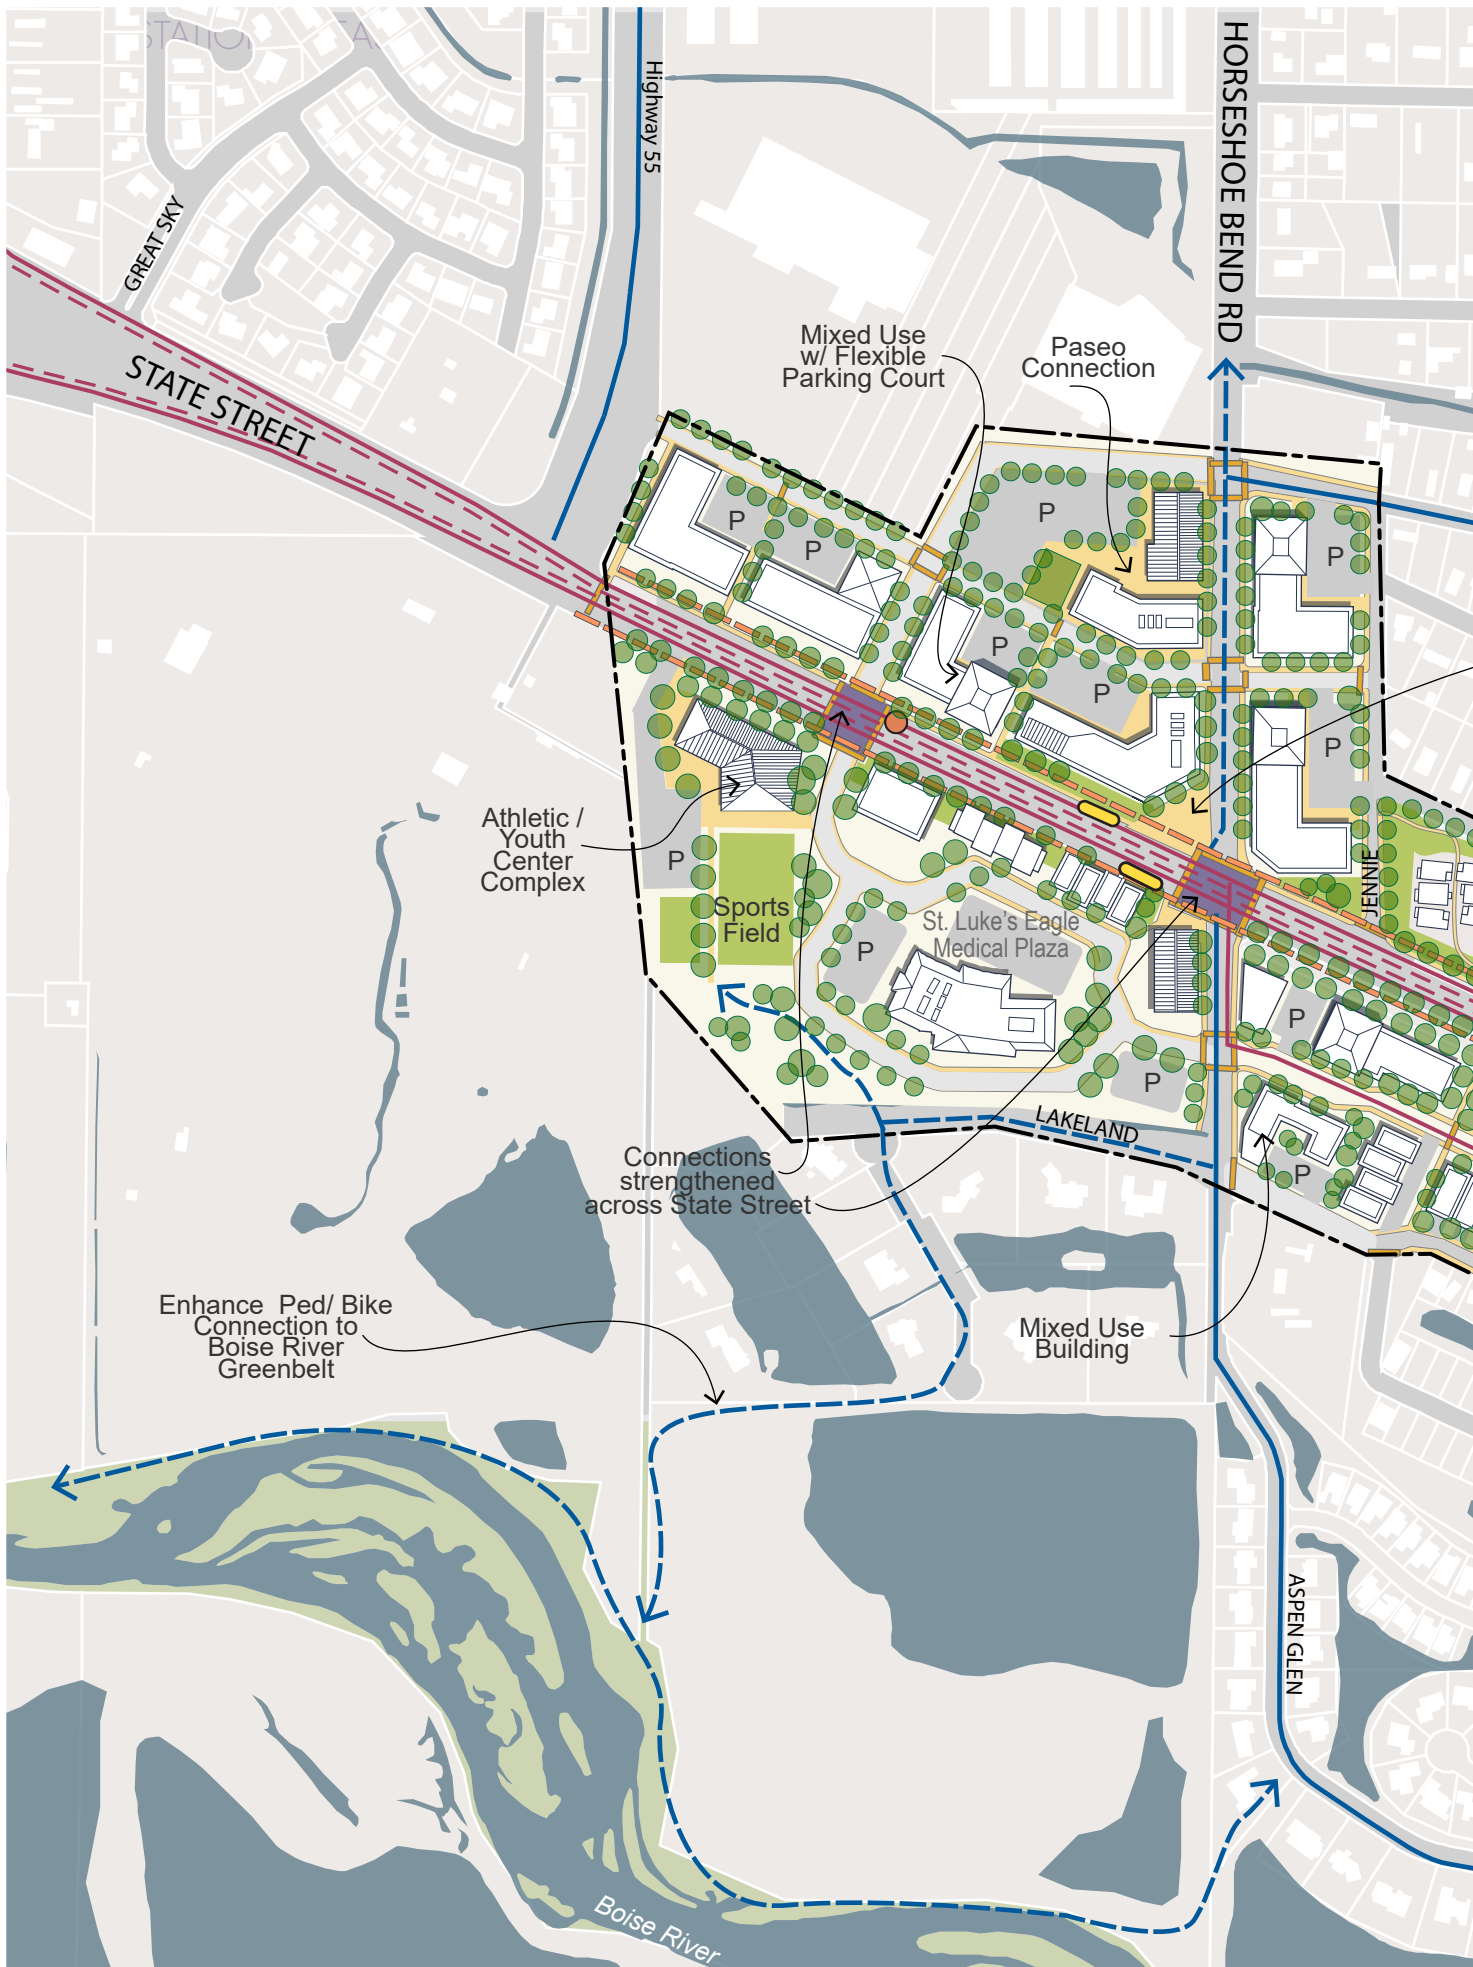 Highway 55
HORSESHOE BEND RD
GREAT SKY
STATE STREET
Mixed Use
w/ Flexible
Parking Court
Paseo
Connection
P
P
P
P
P
P
P
Athletic /
Youth
Center
Complex
P
Sports
Field
JENNIE
St. Luke's Eagle
Medical Plaza
P
P
P
LAKELAND
P
Connections
strengthened
across State Street
Enhance Ped/ Bike
Connection to
Boise River
Greenbelt
Mixed Use
Building
ASPEN GLEN
Boise River